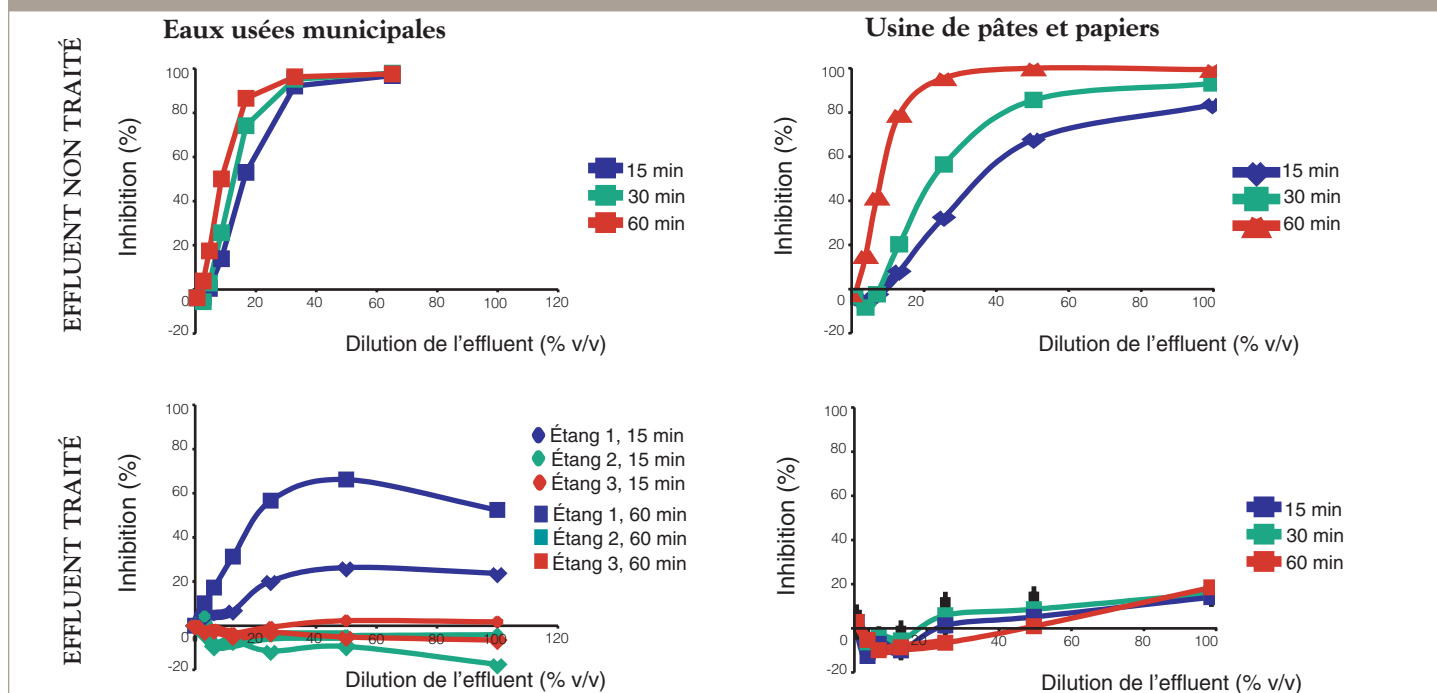 Eaux usées municipales
Usine de pâtes et papiers
EFFLUENT NON TRAITÉ
Inhibition (%)
100
80
60
40
20
0
-20
20 40 60 80 100 120
Dilution de l'effluent (% v/v)
15 min
30 min
60 min
Inhibition (%)
100
80
60
40
20
0
-20
20 40 60 80 100
Dilution de l'effluent (% v/v)
15 min
30 min
60 min
EFFLUENT TRAITÉ
Inhibition (%)
100
80
60
40
20
0
-20
20 40 60 80 100 120
Dilution de l'effluent (% v/v)
Étang 1, 15 min
Étang 2, 15 min
Étang 3, 15 min
Étang 1, 60 min
Étang 2, 60 min
Étang 3, 60 min
Inhibition (%)
100
80
60
40
20
0
-20
20 40 60 80 100
Dilution de l'effluent (% v/v)
15 min
30 min
60 min